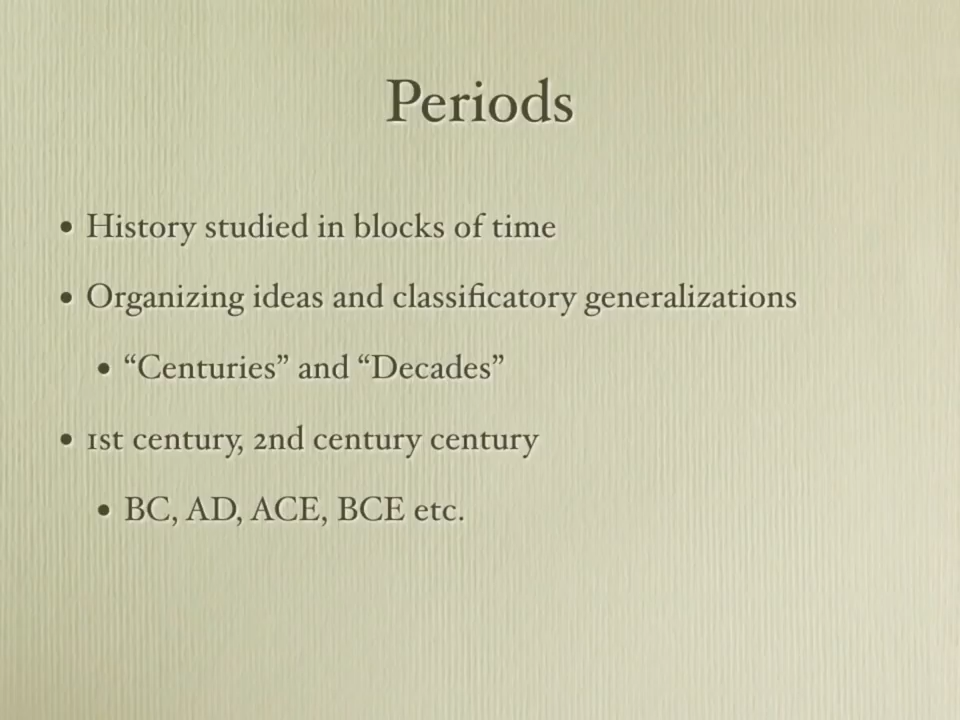 Periods
• History studied in blocks of time
• Organizing ideas and classificatory generalizations
• “Centuries” and “Decades”
• 1st century, 2nd century century
• BC, AD, ACE, BCE etc.